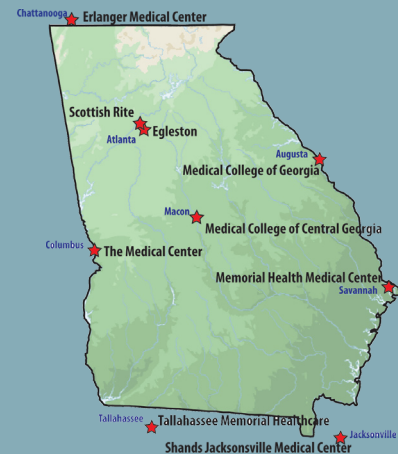 Chattanooga
Erlanger Medical Center
Scottish Rite
Egleston
Atlanta
Augusta
Medical College of Georgia
Macon
Medical College of Central Georgia
Columbus
The Medical Center
Memorial Health Medical Center
Savannah
Tallahassee
Tallahassee Memorial Healthcare
Jacksonville
Shands Jacksonsville Medical Center